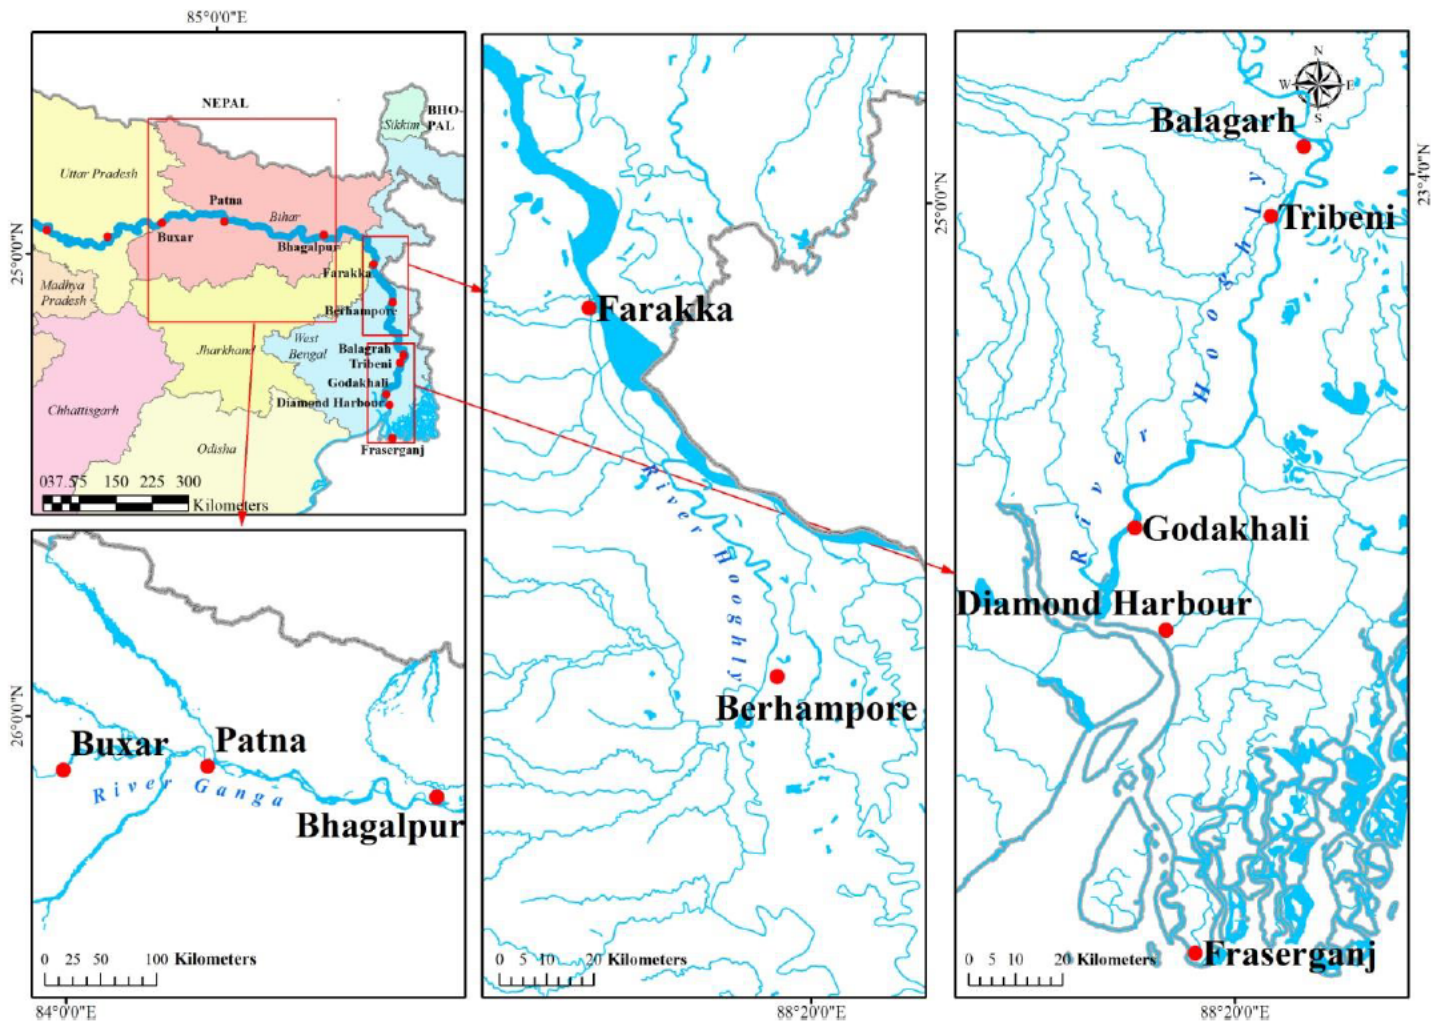 85°0'0"E
NEPAL
BHO-
PAL
Sikkim
Uttar Pradesh
Patna
Bihar
Buxar
Bhagalpur
25°0'0"N
Farakka
Madhya
Pradesh
Berhampore
West
Bengal
Jharkhand
Balagrah
Tribeni
Godakhali
Chhattisgarh
Diamond Harbour
Odisha
Fraserganj
037.575 150 225 300
Kilometers
26°0'0"N
Buxar
Patna
River Ganga
Bhagalpur
0 25 50 100 Kilometers
84°0'0"E
Farakka
River Hooghly
Berhampore
0 5 10 20 Kilometers
88°20'0"E
25°0'0"N
N
W E
S
Balagarh
23°4'0"N
Tribeni
River Hooghly
Godakhali
Diamond Harbour
Fraserganj
0 5 10 20 Kilometers
88°20'0"E